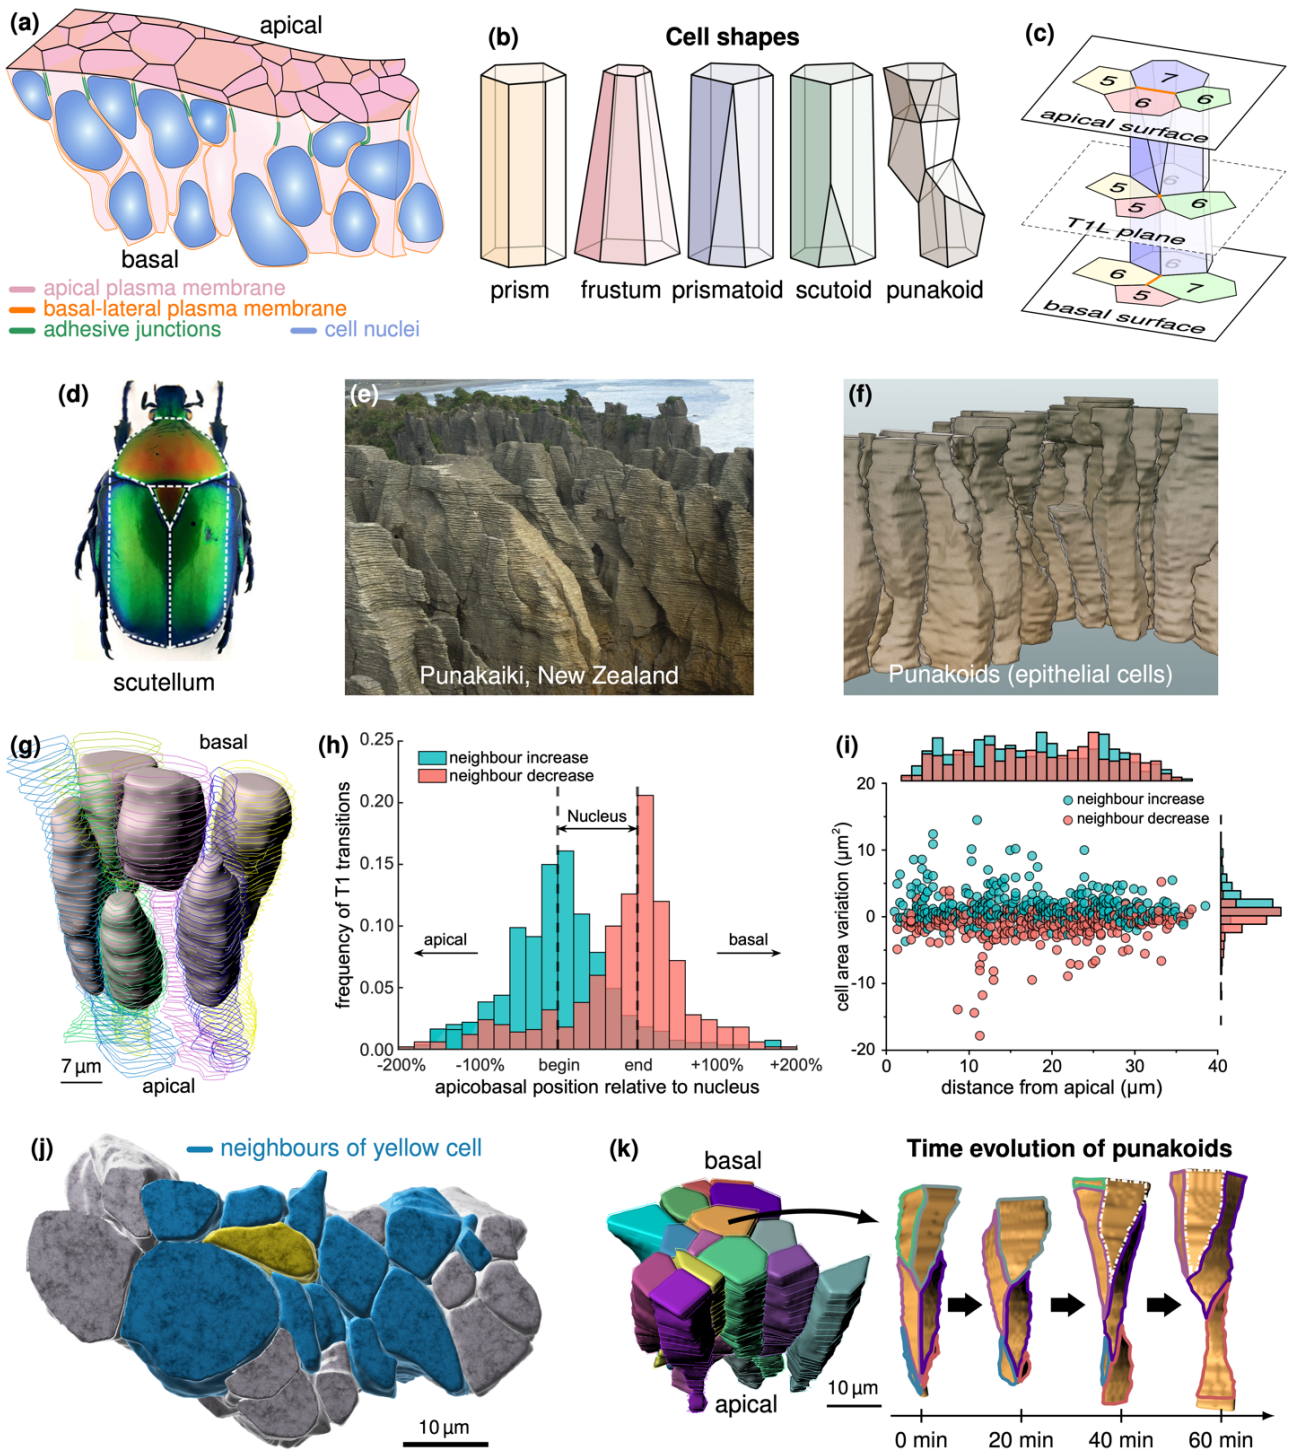 (a)
apical
basal
apical plasma membrane
basal-lateral plasma membrane
adhesive junctions
cell nuclei
(b)
Cell shapes
prism
frustum
prismatoid
scutoid
punakoid
(c)
5
7
6
6
apical surface
6
5
5
6
T1L plane
6
6
5
7
basal surface
(d)
scutellum
(e)
Punakaiki, New Zealand
(f)
Punakoids (epithelial cells)
(g)
basal
7 µm
apical
(h)
0.25
0.20
0.15
0.10
0.05
0.00
frequency of T1 transitions
neighbour increase
neighbour decrease
Nucleus
apical
basal
-200%
-100%
begin
end
+100%
+200%
apicobasal position relative to nucleus
(i)
20
10
0
-10
-20
cell area variation (µm²)
neighbour increase
neighbour decrease
0
10
20
30
40
distance from apical (µm)
(j)
neighbours of yellow cell
10 µm
(k)
basal
apical
10 µm
Time evolution of punakoids
0 min
20 min
40 min
60 min